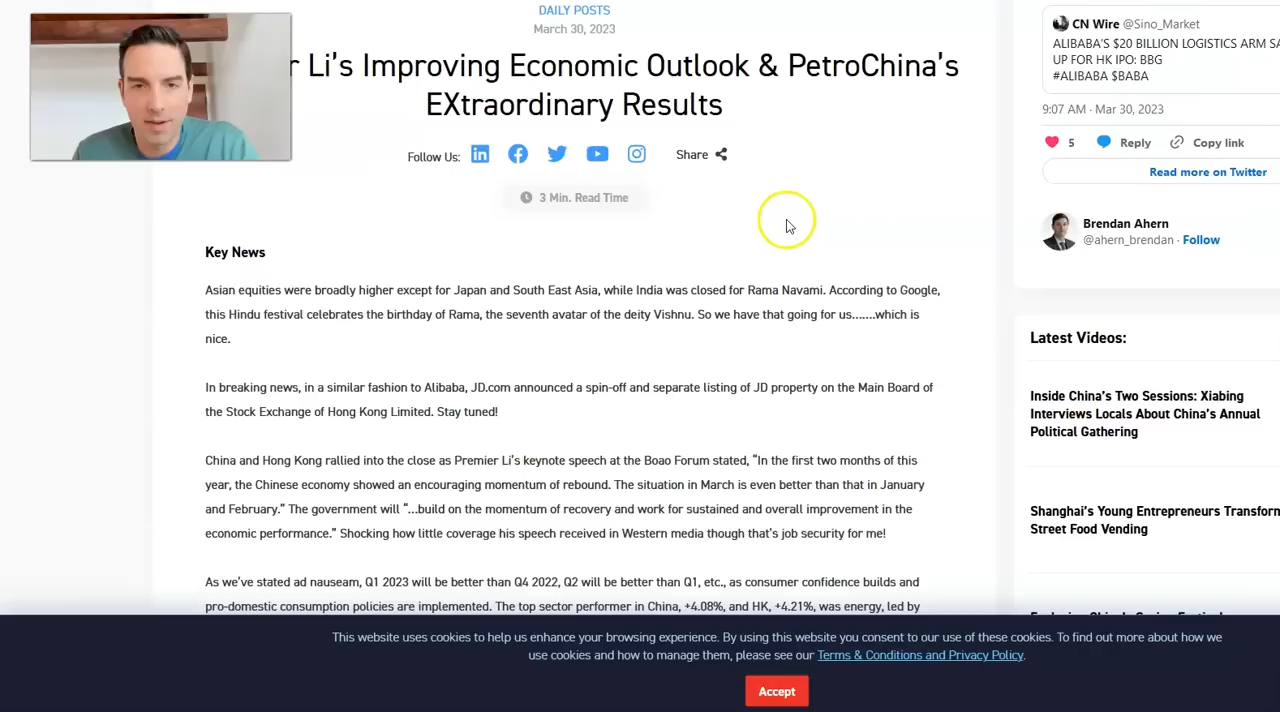 DAILY POSTS
March 30, 2023
r Li’s Improving Economic Outlook & PetroChina’s
EXtraordinary Results
Follow Us:
Share
3 Min. Read Time
Key News
Asian equities were broadly higher except for Japan and South East Asia, while India was closed for Rama Navami. According to Google,
this Hindu festival celebrates the birthday of Rama, the seventh avatar of the deity Vishnu. So we have that going for us…….which is
nice.
In breaking news, in a similar fashion to Alibaba, JD.com announced a spin-off and separate listing of JD property on the Main Board of
the Stock Exchange of Hong Kong Limited. Stay tuned!
China and Hong Kong rallied into the close as Premier Li’s keynote speech at the Boao Forum stated, “In the first two months of this
year, the Chinese economy showed an encouraging momentum of rebound. The situation in March is even better than that in January
and February.” The government will “…build on the momentum of recovery and work for sustained and overall improvement in the
economic performance.” Shocking how little coverage his speech received in Western media though that’s job security for me!
As we’ve stated ad nauseam, Q1 2023 will be better than Q4 2022, Q2 will be better than Q1, etc., as consumer confidence builds and
pro-domestic consumption policies are implemented. The top sector performer in China, +4.08%, and HK, +4.21%, was energy, led by
CN Wire @Sino_Market
ALIBABA'S $20 BILLION LOGISTICS ARM SA
UP FOR HK IPO: BBG
#ALIBABA $BABA
9:07 AM · Mar 30, 2023
5 Reply Copy link
Read more on Twitter
Brendan Ahern
@ahern_brendan · Follow
Latest Videos:
Inside China’s Two Sessions: Xiabing
Interviews Locals About China’s Annual
Political Gathering
Shanghai’s Young Entrepreneurs Transform
Street Food Vending
This website uses cookies to help us enhance your browsing experience. By using this website you consent to our use of these cookies. To find out more about how we
use cookies and how to manage them, please see our Terms & Conditions and Privacy Policy.
Accept